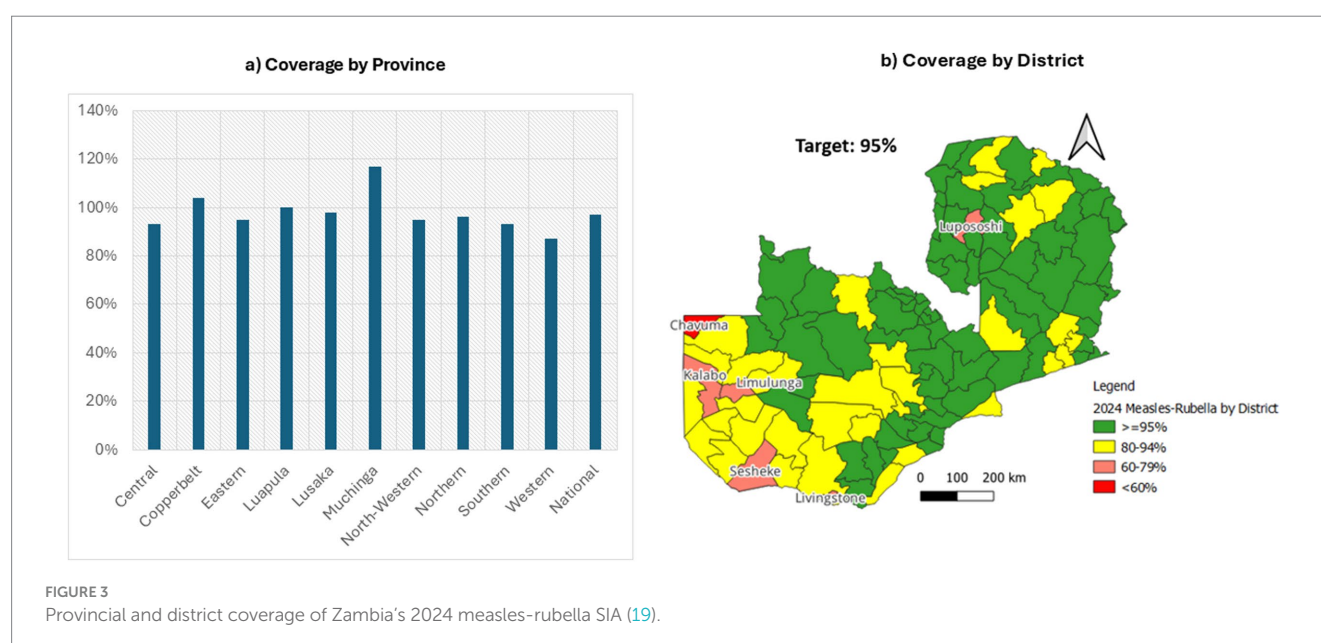 a) Coverage by Province
140%
120%
100%
80%
60%
40%
20%
0%
Central
Copperbelt
Eastern
Luapula
Lusaka
Muchinga
North-Western
Northern
Southern
Western
National
b) Coverage by District
Target: 95%
Lupososhi
Chavuma
Kalabo
Limulunga
Sesheke
Livingstone
Legend
2024 Measles-Rubella by District
>=95%
80-94%
60-79%
<60%
0 100 200 km
FIGURE 3
Provincial and district coverage of Zambia's 2024 measles-rubella SIA (19).